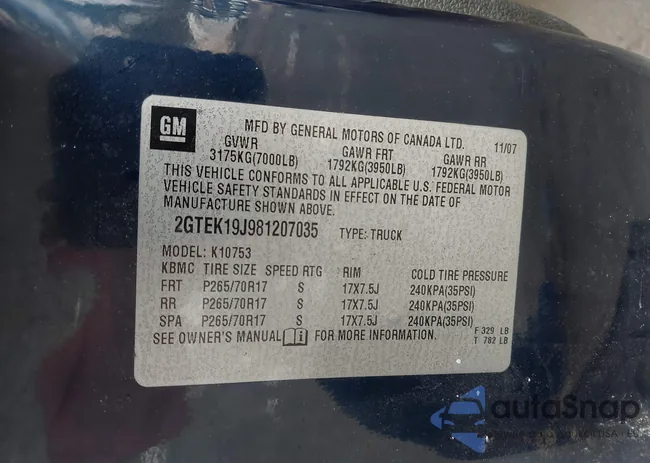 GM
MFD BY GENERAL MOTORS OF CANADA LTD. 11/07
GVWR GAWR FRT GAWR RR
3175KG(7000LB) 1792KG(3950LB) 1792KG(3950LB)
THIS VEHICLE CONFORMS TO ALL APPLICABLE U.S. FEDERAL MOTOR
VEHICLE SAFETY STANDARDS IN EFFECT ON THE DATE OF
MANUFACTURE SHOWN ABOVE.
2GTEK19J981207035 TYPE: TRUCK
MODEL: K10753
KBMC TIRE SIZE SPEED RTG RIM COLD TIRE PRESSURE
FRT P265/70R17 S 17X7.5J 240KPA(35PSI)
RR P265/70R17 S 17X7.5J 240KPA(35PSI)
SPA P265/70R17 S 17X7.5J 240KPA(35PSI)
SEE OWNER'S MANUAL FOR MORE INFORMATION.
F 329 LB
T 782 LB
autoSnap